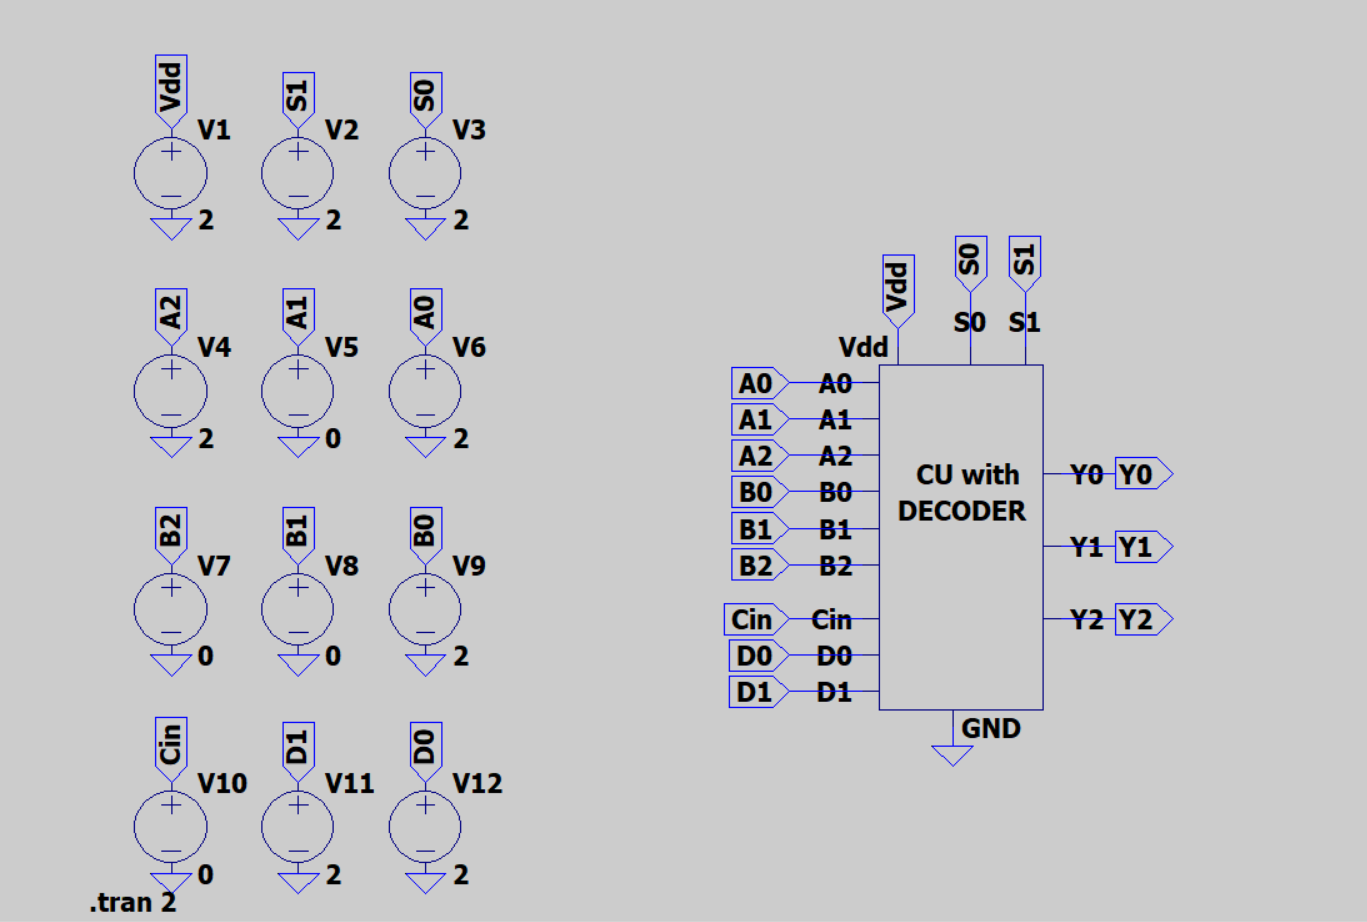 Vdd S1 S0
V1 V2 V3
+ + +
2 2 2
A2 A1 A0
V4 V5 V6
+ + +
2 0 2
B2 B1 B0
V7 V8 V9
+ + +
0 0 2
Cin D1 D0
V10 V11 V12
+ + +
0 2 2
.tran 2
Vdd S0 S1
Vdd S0 S1
A0 A0
A1 A1
A2 A2
B0 B0
B1 B1
B2 B2
Cin Cin
D0 D0
D1 D1
CU with
DECODER
Y0 Y0
Y1 Y1
Y2 Y2
GND